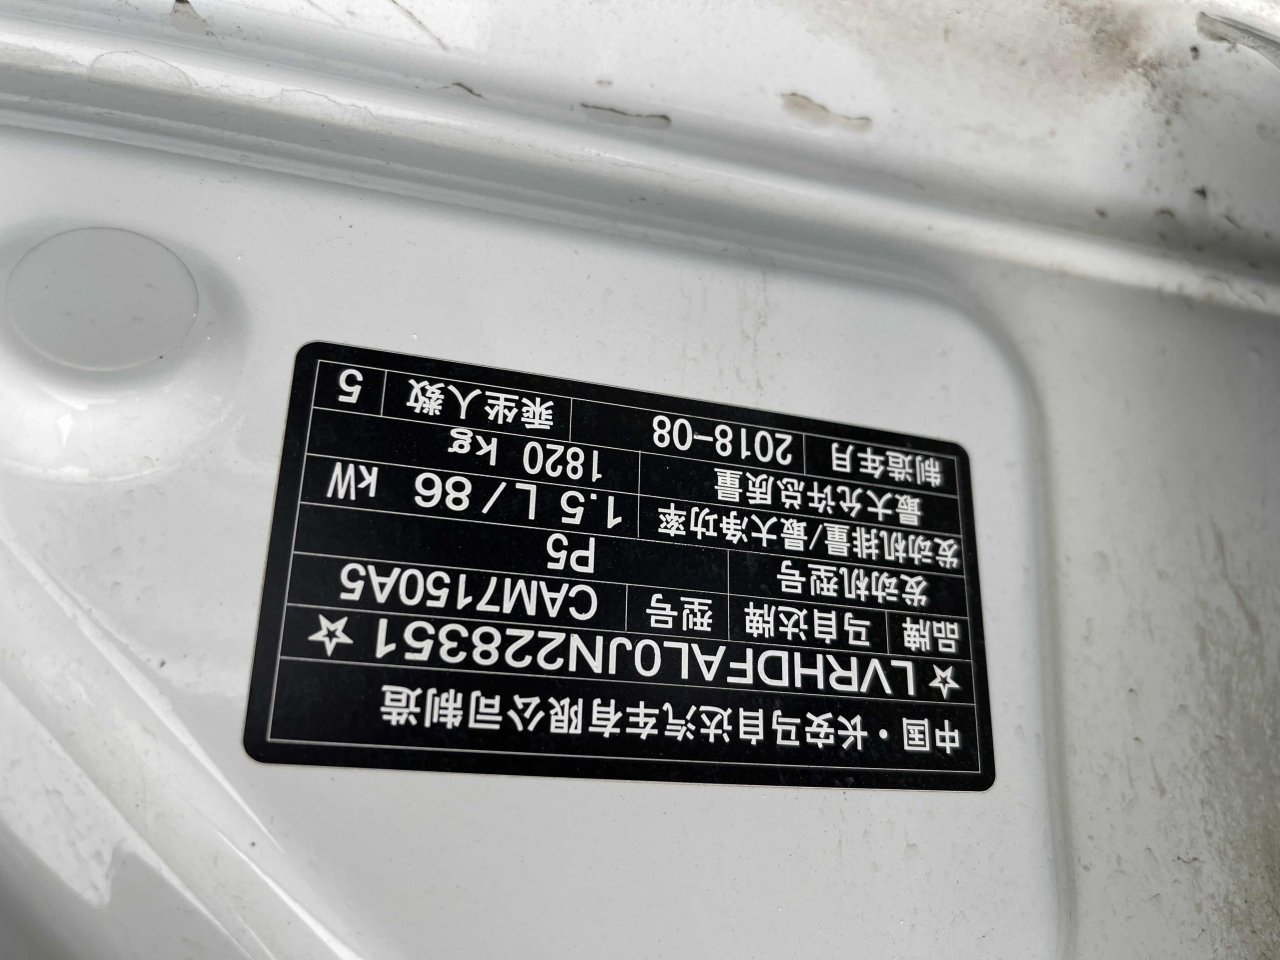 中国·长安马自达汽车有限公司制造
☆LVRHDFAL0JN228351☆
品牌 马自达牌 型号 CAM7150A5
发动机型号 P5
发动机排量/最大净功率 1.5 L / 86 kW
最大允许总质量 1820 kg
制造年月 2018-08 乘坐人数 5